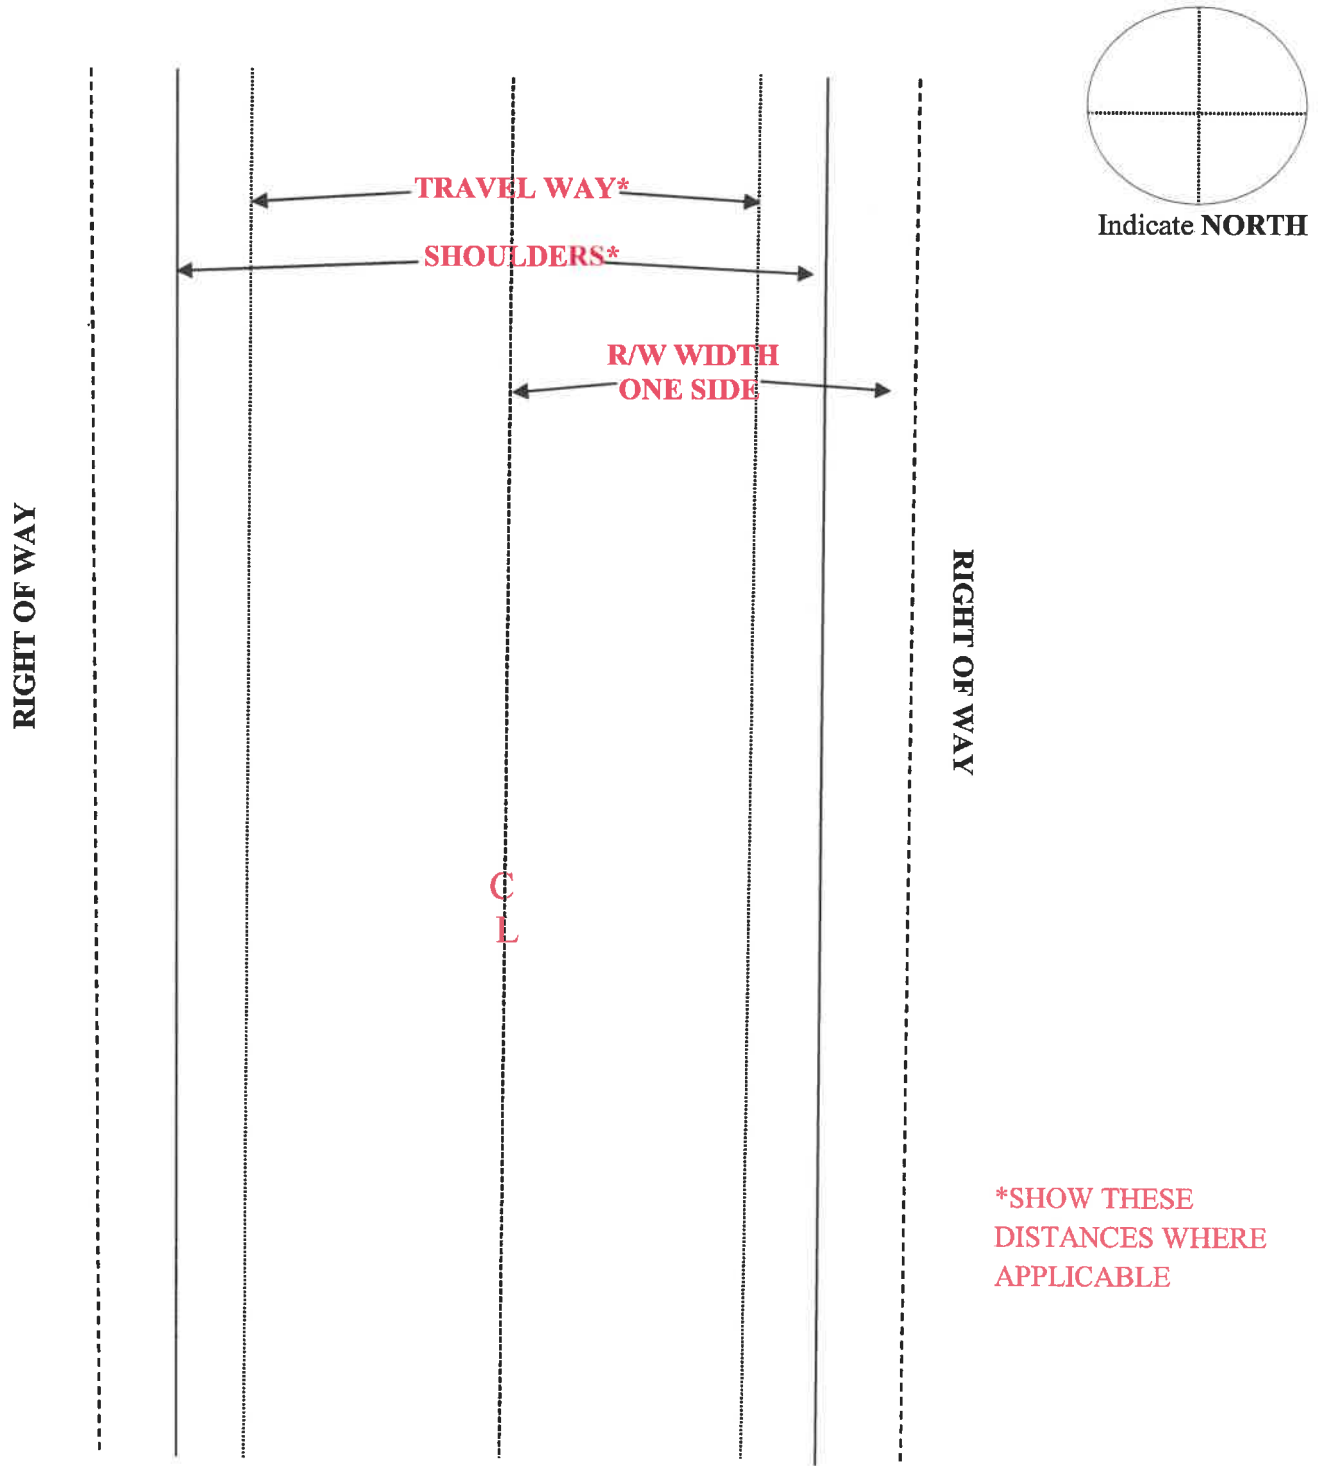 Indicate NORTH
TRAVEL WAY*
SHOULDERS*
R/W WIDTH
ONE SIDE
RIGHT OF WAY
RIGHT OF WAY
C
L
*SHOW THESE
DISTANCES WHERE
APPLICABLE